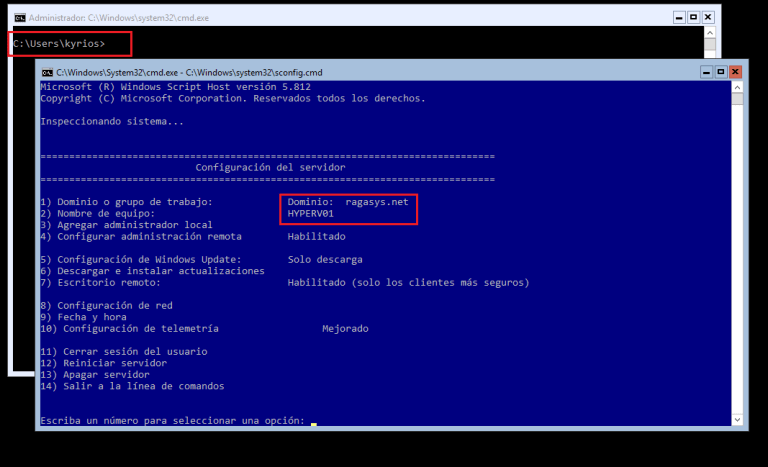 Administrador: C:\Windows\system32\cmd.exe
C:\Users\kyrios>
C:\Windows\System32\cmd.exe - C:\Windows\system32\sconfig.cmd
Microsoft (R) Windows Script Host versión 5.812
Copyright (C) Microsoft Corporation. Reservados todos los derechos.
Inspeccionando sistema...
===============================================================================
Configuración del servidor
===============================================================================
1) Dominio o grupo de trabajo: Dominio: ragasys.net
2) Nombre de equipo: HYPERV01
3) Agregar administrador local
4) Configurar administración remota Habilitado
5) Configuración de Windows Update: Solo descarga
6) Descargar e instalar actualizaciones
7) Escritorio remoto: Habilitado (solo los clientes más seguros)
8) Configuración de red
9) Fecha y hora
10) Configuración de telemetría Mejorado
11) Cerrar sesión del usuario
12) Reiniciar servidor
13) Apagar servidor
14) Salir a la línea de comandos
Escriba un número para seleccionar una opción: